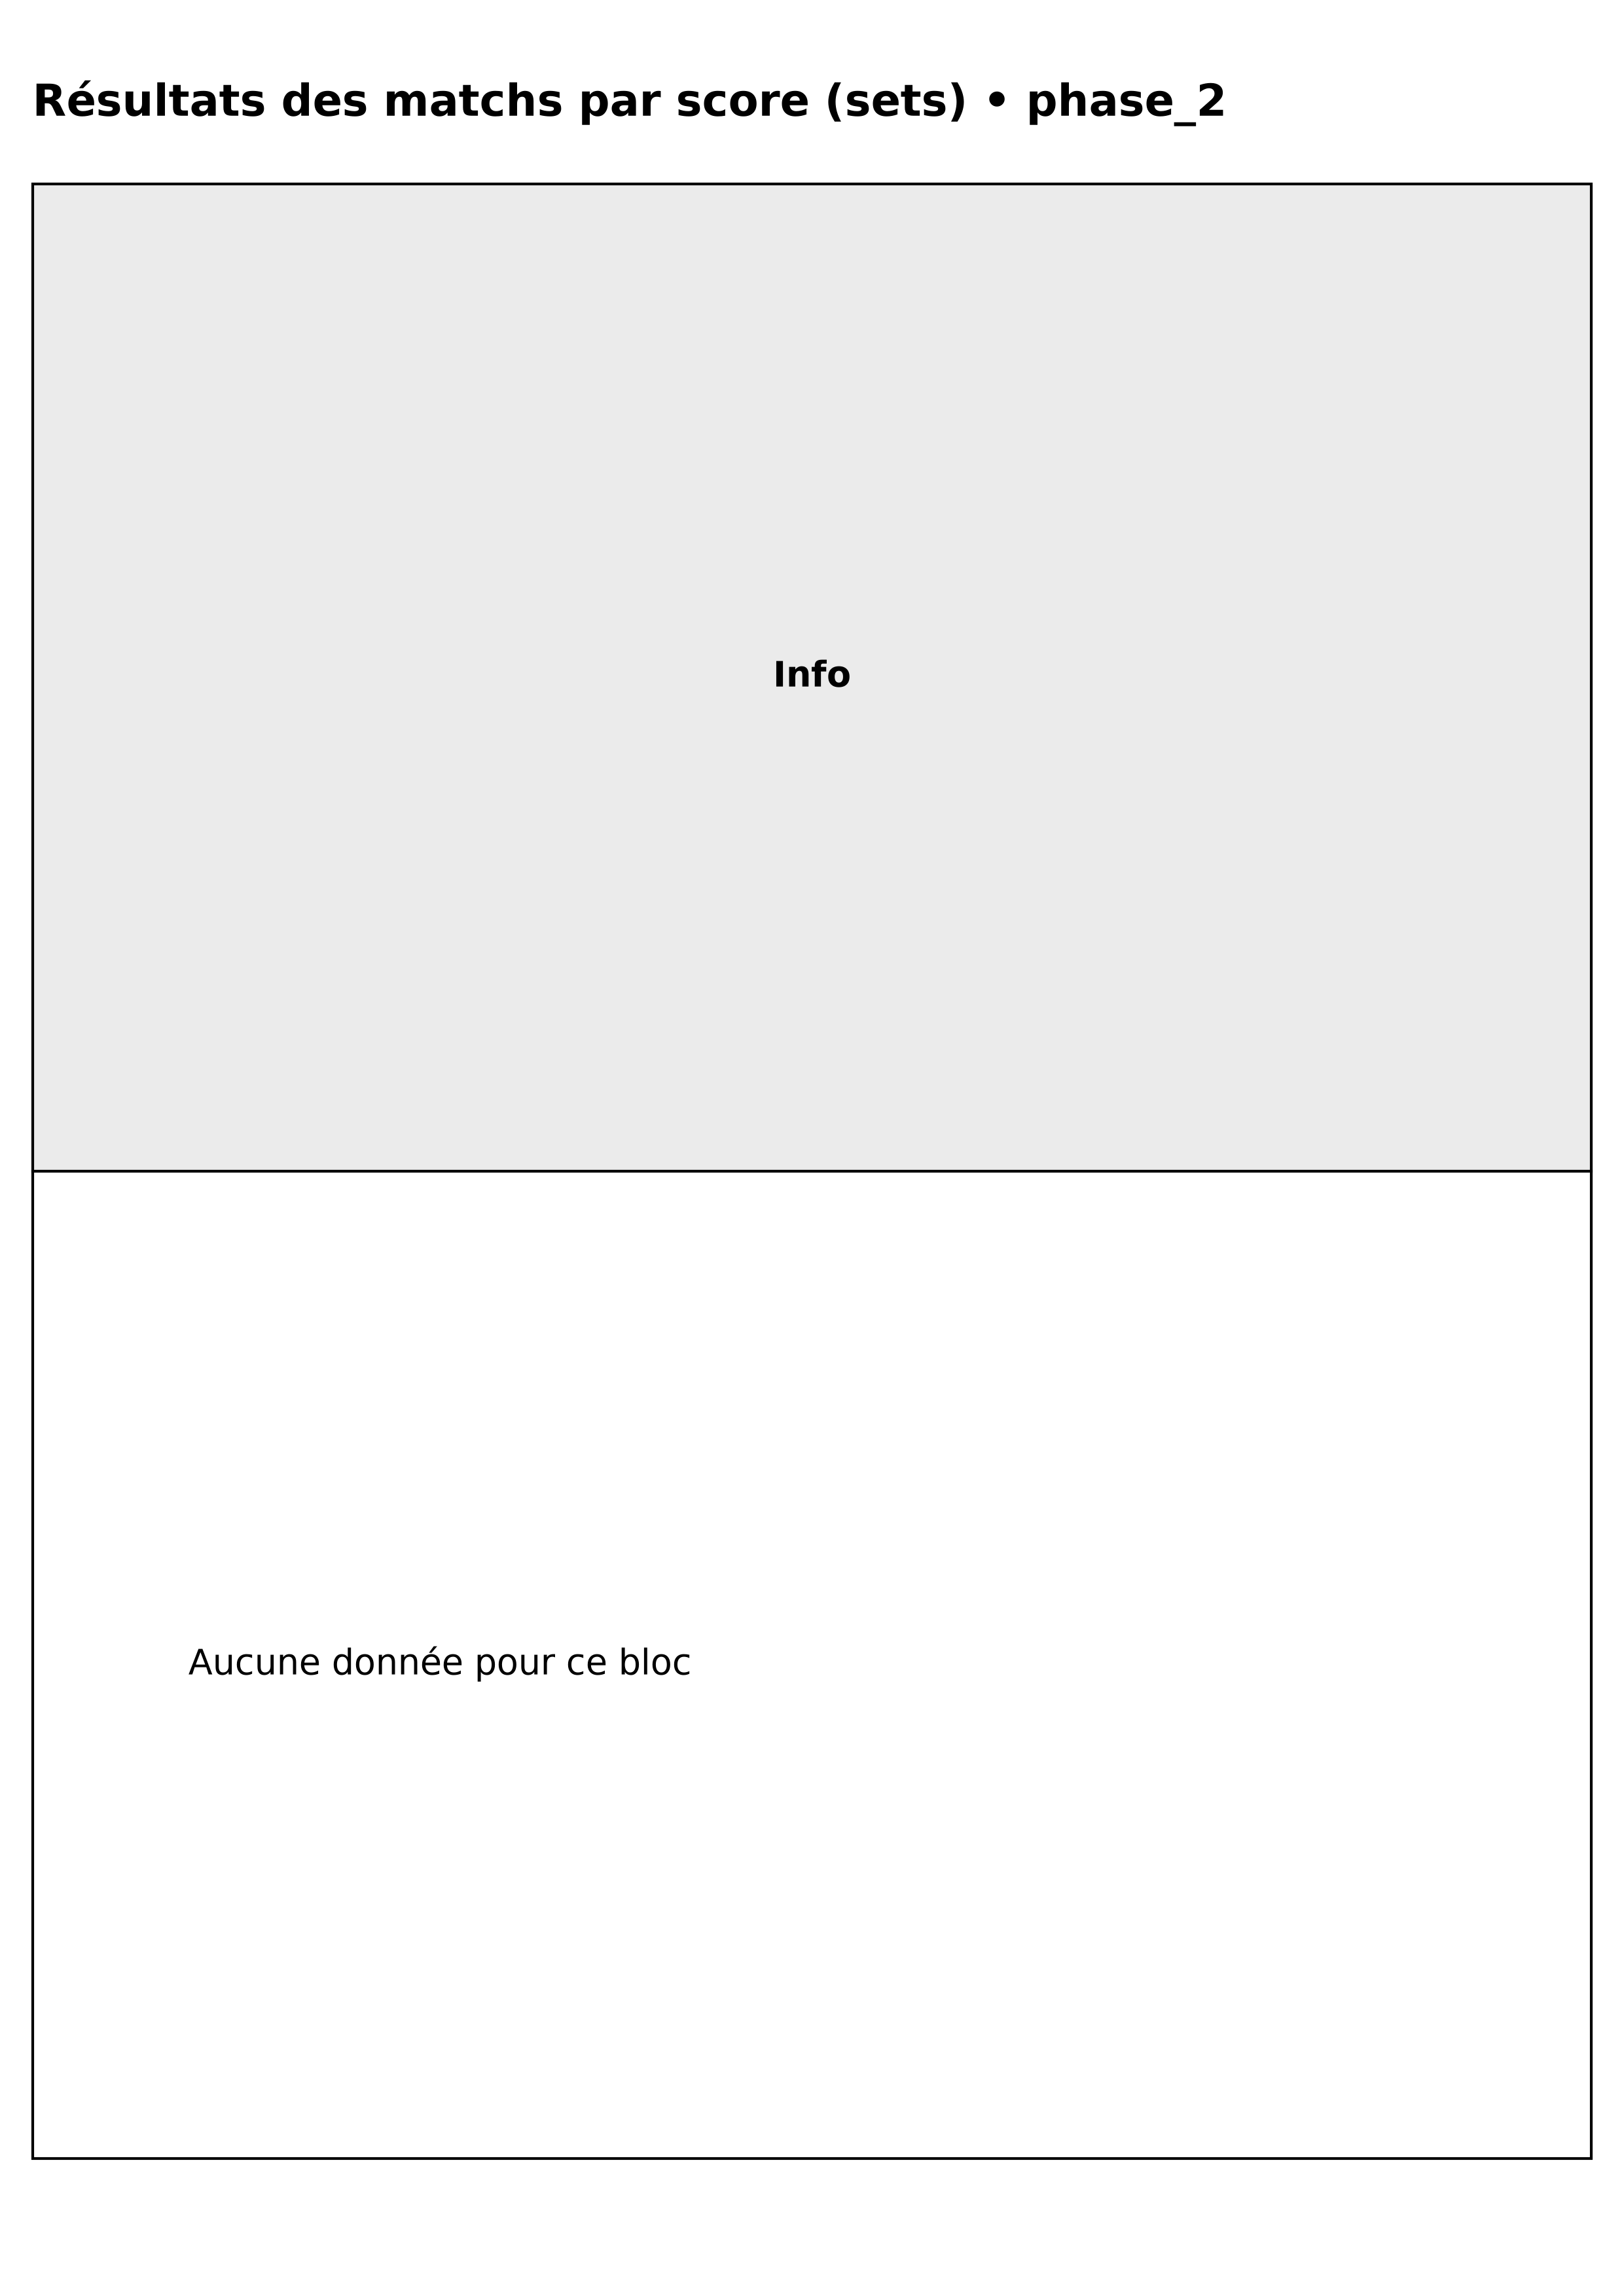 Résultats des matchs par score (sets) • phase_2
Info
Aucune donnée pour ce bloc